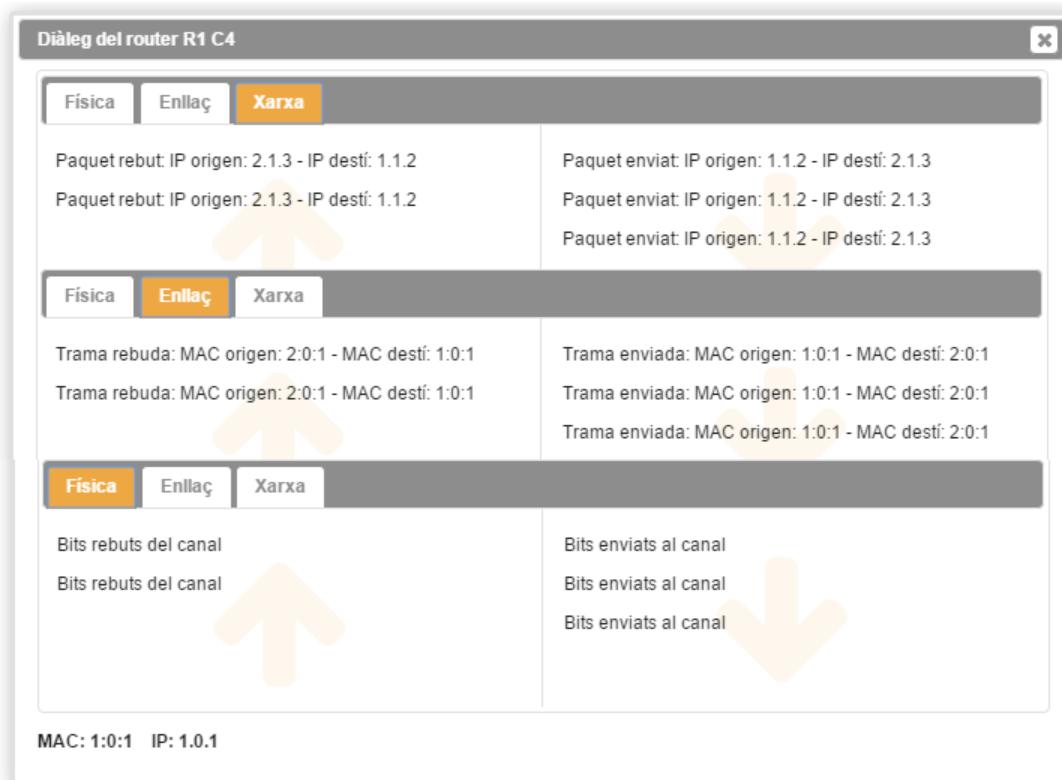 Diàleg del router R1 C4
Física Enllaç Xarxa
Paquet rebut: IP origen: 2.1.3 - IP destí: 1.1.2
Paquet rebut: IP origen: 2.1.3 - IP destí: 1.1.2
Paquet enviat: IP origen: 1.1.2 - IP destí: 2.1.3
Paquet enviat: IP origen: 1.1.2 - IP destí: 2.1.3
Paquet enviat: IP origen: 1.1.2 - IP destí: 2.1.3
Física Enllaç Xarxa
Trama rebuda: MAC origen: 2:0:1 - MAC destí: 1:0:1
Trama rebuda: MAC origen: 2:0:1 - MAC destí: 1:0:1
Trama enviada: MAC origen: 1:0:1 - MAC destí: 2:0:1
Trama enviada: MAC origen: 1:0:1 - MAC destí: 2:0:1
Trama enviada: MAC origen: 1:0:1 - MAC destí: 2:0:1
Física Enllaç Xarxa
Bits rebuts del canal
Bits rebuts del canal
Bits enviats al canal
Bits enviats al canal
Bits enviats al canal
MAC: 1:0:1 IP: 1.0.1